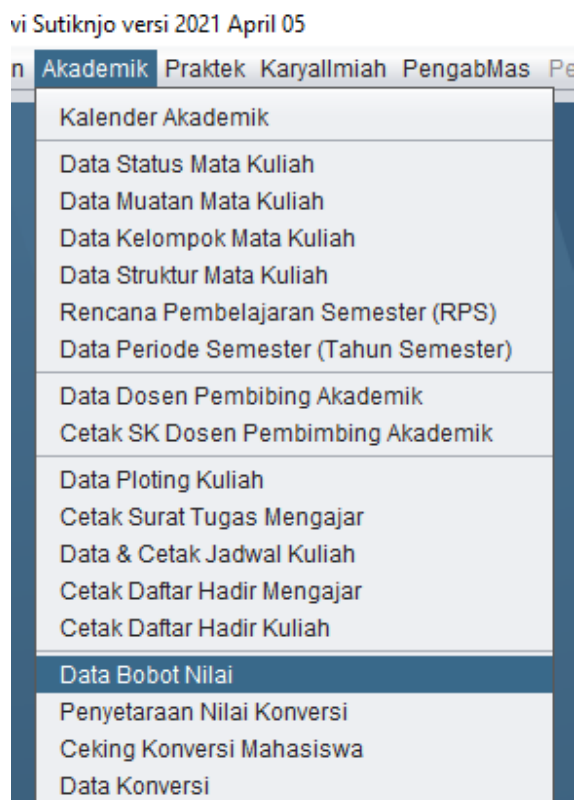 vi Sutiknjo versi 2021 April 05
n Akademik Praktek KaryaIlmiah PengabMas Pe
Kalender Akademik
Data Status Mata Kuliah
Data Muatan Mata Kuliah
Data Kelompok Mata Kuliah
Data Struktur Mata Kuliah
Rencana Pembelajaran Semester (RPS)
Data Periode Semester (Tahun Semester)
Data Dosen Pembibing Akademik
Cetak SK Dosen Pembimbing Akademik
Data Ploting Kuliah
Cetak Surat Tugas Mengajar
Data & Cetak Jadwal Kuliah
Cetak Daftar Hadir Mengajar
Cetak Daftar Hadir Kuliah
Data Bobot Nilai
Penyetaraan Nilai Konversi
Ceking Konversi Mahasiswa
Data Konversi